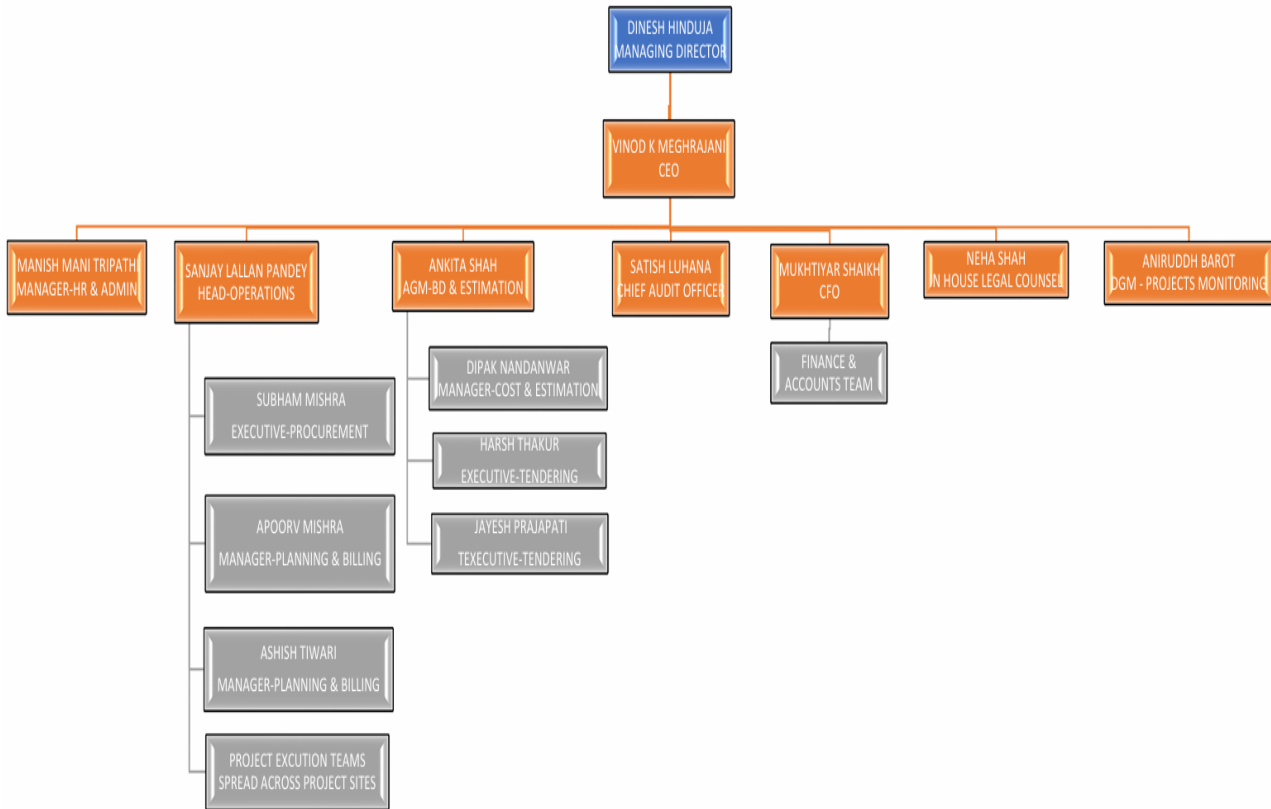 DINESH HINDUJA
MANAGING DIRECTOR
VINOD K MEGHRAJANI
CEO
MANISH MANI TRIPATHI
MANAGER-HR & ADMIN
SANJAY LALLAN PANDEY
HEAD-OPERATIONS
ANKITA SHAH
AGM-BD & ESTIMATION
SATISH LUHANA
CHIEF AUDIT OFFICER
MUKHTIYAR SHAIKH
CFO
NEHA SHAH
IN HOUSE LEGAL COUNSEL
ANIRUDDH BAROT
DGM - PROJECTS MONITORING
SUBHAM MISHRA
EXECUTIVE-PROCUREMENT
APOORV MISHRA
MANAGER-PLANNING & BILLING
ASHISH TIWARI
MANAGER-PLANNING & BILLING
PROJECT EXCUTION TEAMS
SPREAD ACROSS PROJECT SITES
DIPAK NANDANWAR
MANAGER-COST & ESTIMATION
HARSH THAKUR
EXECUTIVE-TENDERING
JAYESH PRAJAPATI
TEXECUTIVE-TENDERING
FINANCE &
ACCOUNTS TEAM